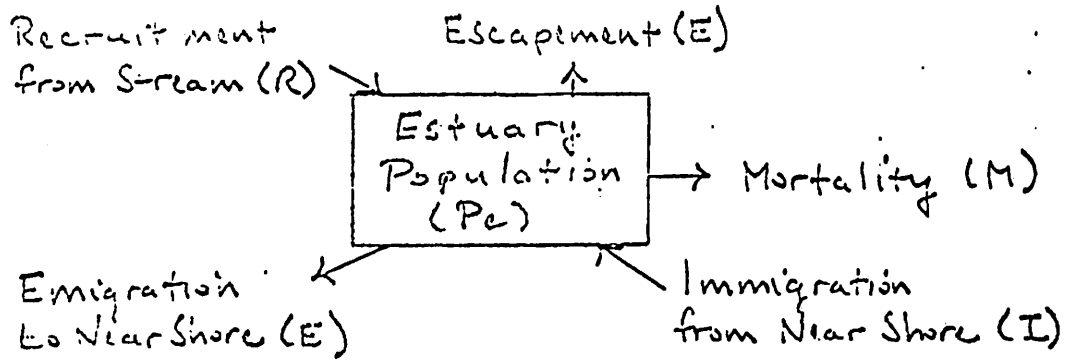 Recruitment
from Stream (R)
Escapement (E)
Estuary
Population
(Pe)
Mortality (M)
Emigration
to Near Shore (E)
Immigration
from Near Shore (I)